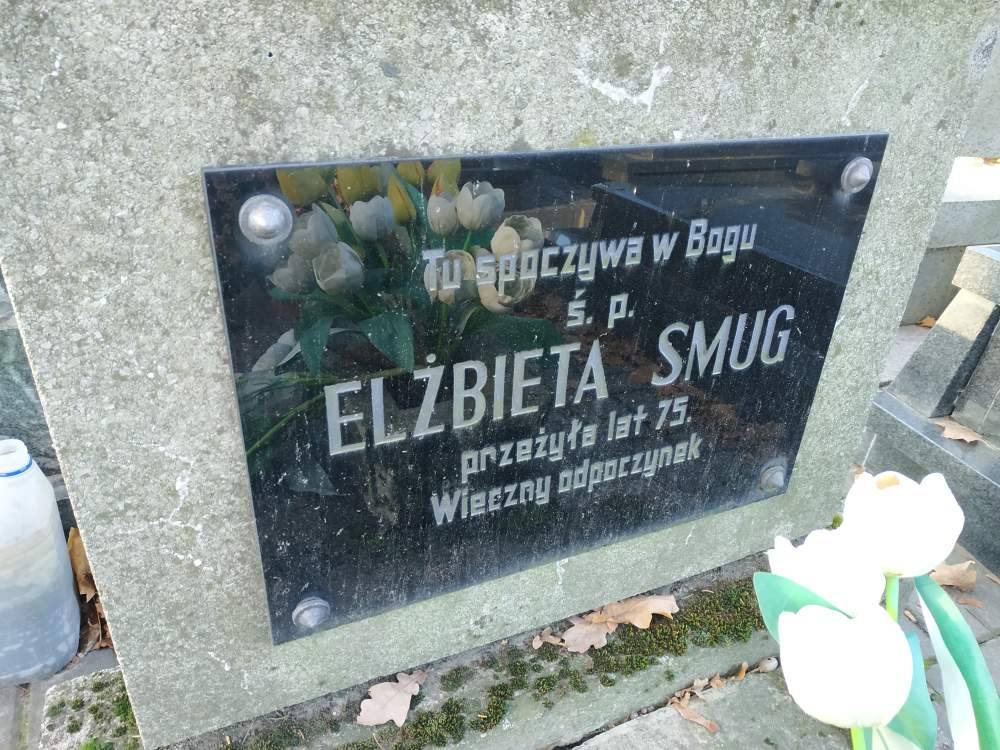 Tu spoczywa w Bogu
ś. p.
ELŻBIETA SMUG
przeżyła lat 75.
Wieczny odpoczynek